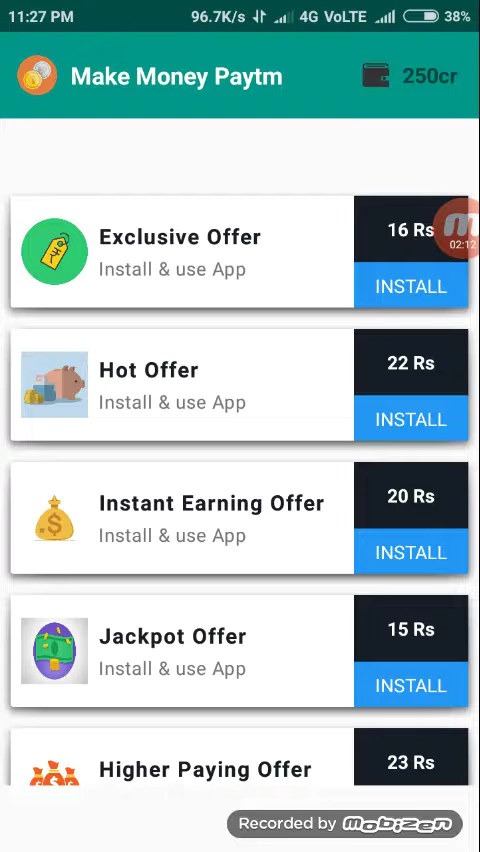 11:27 PM 96.7K/s 4G VoLTE 38%
Make Money Paytm 250cr
Exclusive Offer 16 Rs
Install & use App INSTALL
02:12
Hot Offer 22 Rs
Install & use App INSTALL
Instant Earning Offer 20 Rs
Install & use App INSTALL
Jackpot Offer 15 Rs
Install & use App INSTALL
Higher Paying Offer 23 Rs
Recorded by mobizen